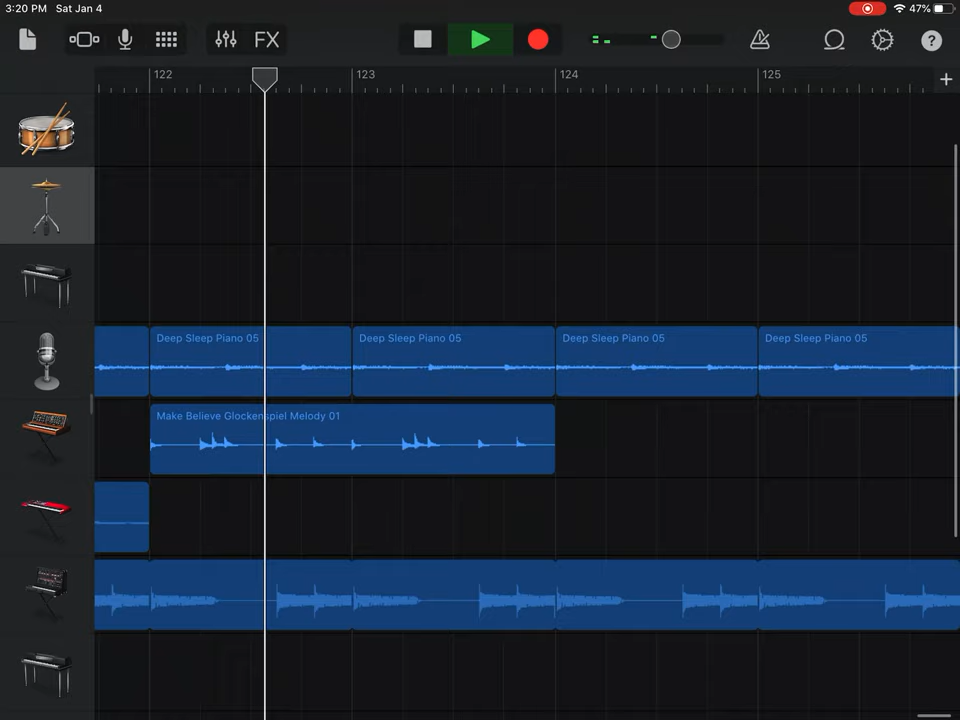 3:20 PM Sat Jan 4 47%
FX ?
122 123 124 125 +
Deep Sleep Piano 05 Deep Sleep Piano 05 Deep Sleep Piano 05 Deep Sleep Piano 05
Make Believe Glockenspiel Melody 01